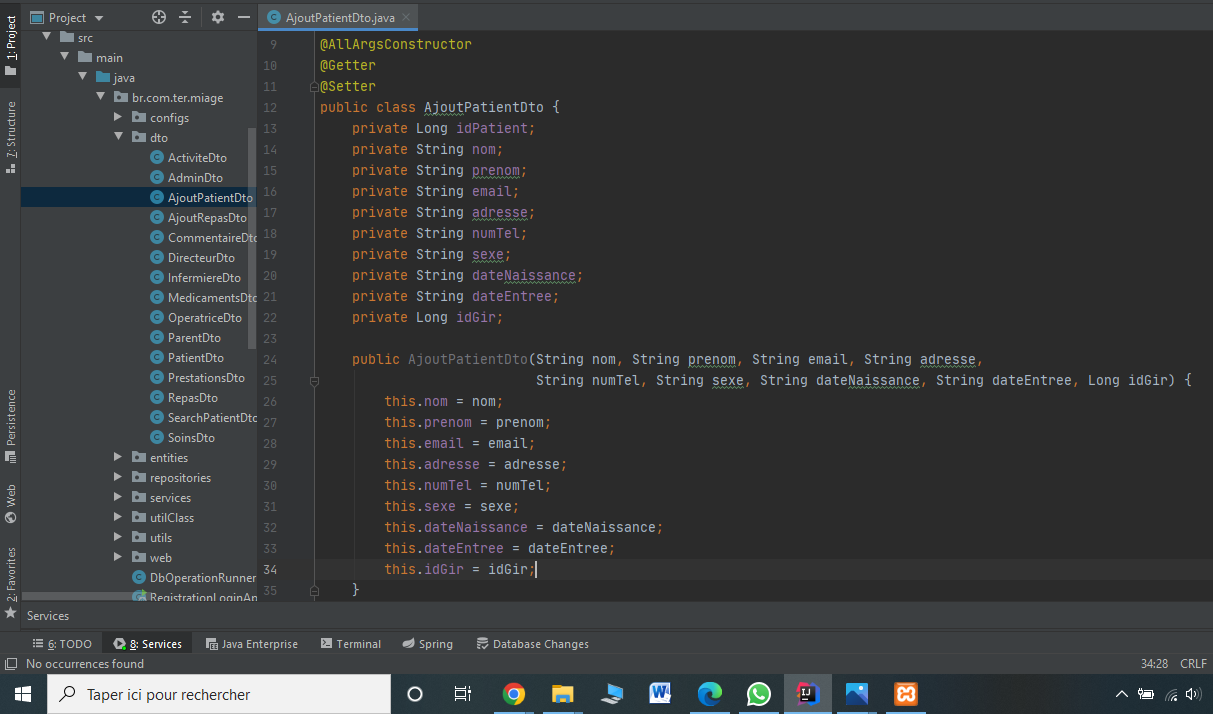 Project
AjoutPatientDto.java
1: Project
7: Structure
Persistence
Web
2: Favorites
src
main
java
br.com.ter.miage
configs
dto
ActiviteDto
AdminDto
AjoutPatientDto
AjoutRepasDto
CommentaireDto
DirecteurDto
InfermiereDto
MedicamentsDto
OperatriceDto
ParentDto
PatientDto
PrestationsDto
RepasDto
SearchPatientDto
SoinsDto
entities
repositories
services
utilClass
utils
web
DbOperationRunner
RegistrationLoginAp
9 @AllArgsConstructor
10 @Getter
11 @Setter
12 public class AjoutPatientDto {
13 private Long idPatient;
14 private String nom;
15 private String prenom;
16 private String email;
17 private String adresse;
18 private String numTel;
19 private String sexe;
20 private String dateNaissance;
21 private String dateEntree;
22 private Long idGir;
23
24 public AjoutPatientDto(String nom, String prenom, String email, String adresse,
25 String numTel, String sexe, String dateNaissance, String dateEntree, Long idGir) {
26 this.nom = nom;
27 this.prenom = prenom;
28 this.email = email;
29 this.adresse = adresse;
30 this.numTel = numTel;
31 this.sexe = sexe;
32 this.dateNaissance = dateNaissance;
33 this.dateEntree = dateEntree;
34 this.idGir = idGir;
35 }
Services
6: TODO 8: Services Java Enterprise Terminal Spring Database Changes
No occurrences found 34:28 CRLF
Taper ici pour rechercher